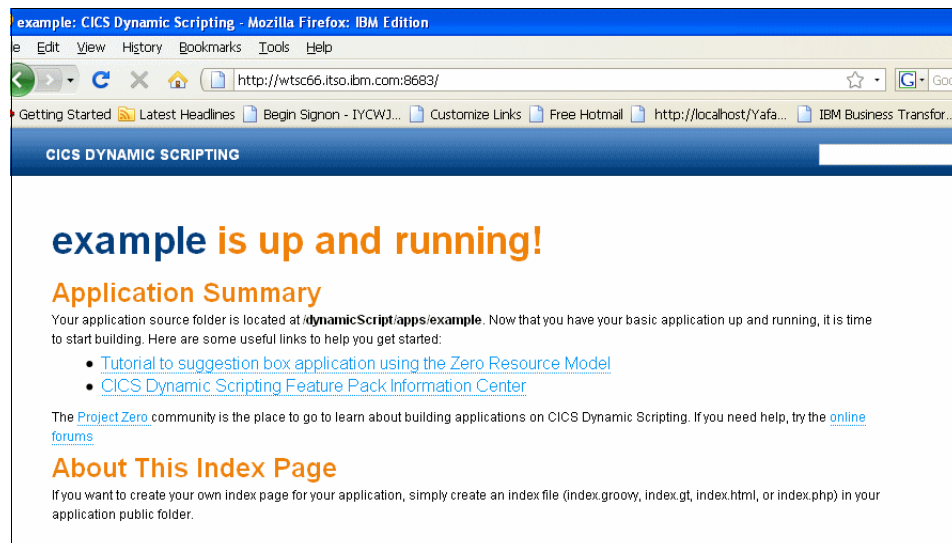 example: CICS Dynamic Scripting - Mozilla Firefox: IBM Edition
Edit View History Bookmarks Tools Help
http://wtsc66.itso.ibm.com:8683/
Getting Started Latest Headlines Begin Signon - IYCWJ... Customize Links Free Hotmail http://localhost/Yafa... IBM Business Transfor...
CICS DYNAMIC SCRIPTING
example is up and running!
Application Summary
Your application source folder is located at /dynamicScript/apps/example. Now that you have your basic application up and running, it is time
to start building. Here are some useful links to help you get started:
• Tutorial to suggestion box application using the Zero Resource Model
• CICS Dynamic Scripting Feature Pack Information Center
The Project Zero community is the place to go to learn about building applications on CICS Dynamic Scripting. If you need help, try the online
forums
About This Index Page
If you want to create your own index page for your application, simply create an index file (index.groovy, index.gt, index.html, or index.php) in your
application public folder.